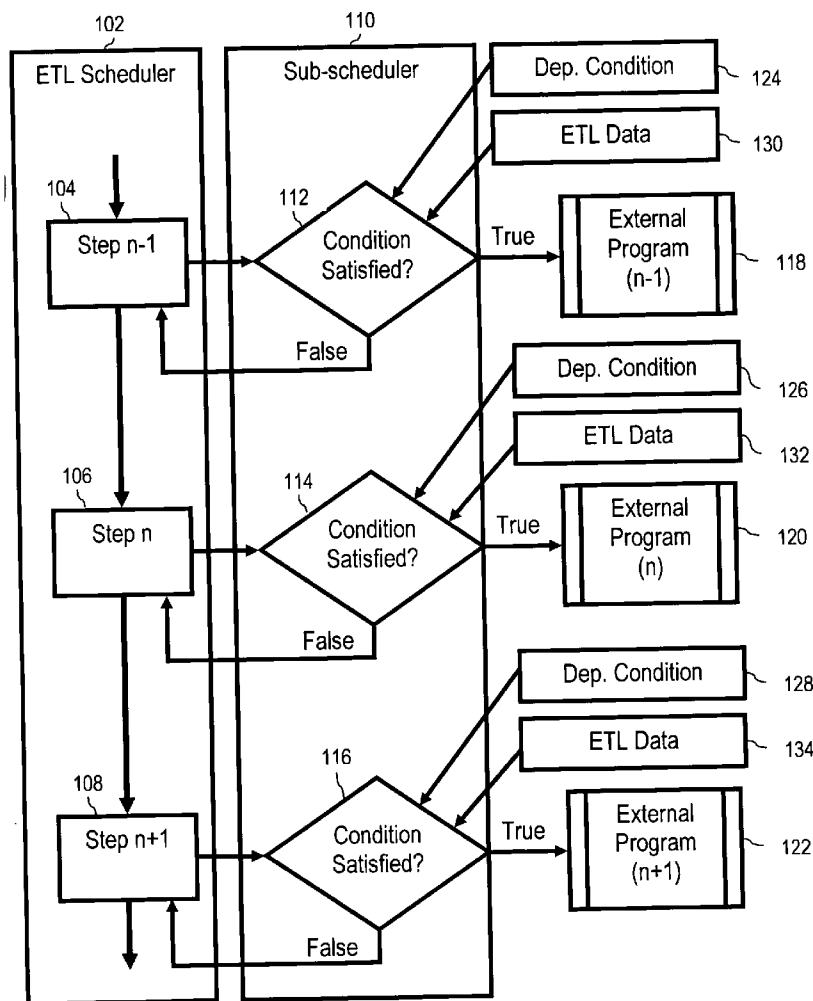 102
110
ETL Scheduler
Sub-scheduler
Dep. Condition
124
ETL Data
130
104
112
Step n-1
Condition
Satisfied?
True
External
Program
(n-1)
118
False
Dep. Condition
126
ETL Data
132
106
114
Step n
Condition
Satisfied?
True
External
Program
(n)
120
False
Dep. Condition
128
ETL Data
134
108
116
Step n+1
Condition
Satisfied?
True
External
Program
(n+1)
122
False